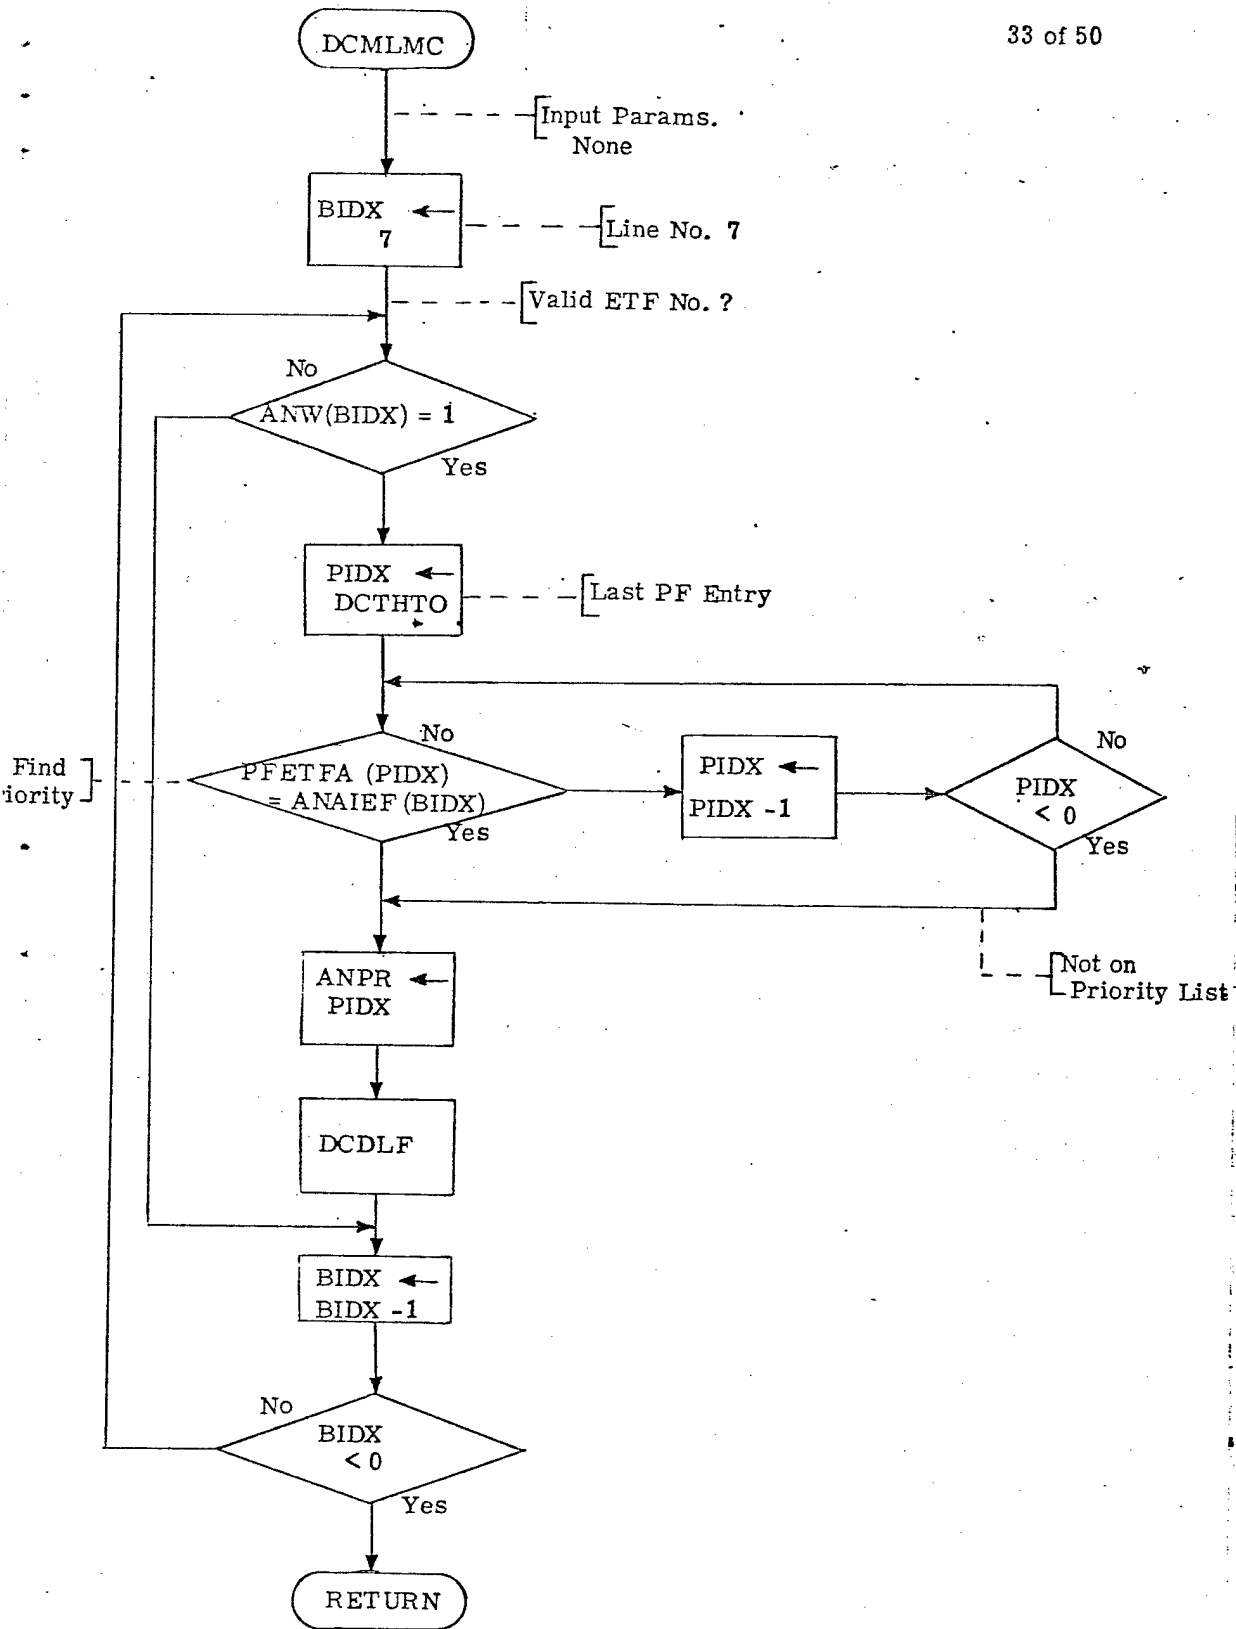 33 of 50
DCMLMC
Input Params.
None
BIDX ←
7
Line No. 7
Valid ETF No. ?
No
ANW(BIDX) = 1
Yes
PIDX ←
DCTHTO
Last PF Entry
No
PFETFA (PIDX)
= ANAIEF (BIDX)
Yes
Find
iority
PIDX ←
PIDX -1
No
PIDX
< 0
Yes
Not on
Priority List
ANPR ←
PIDX
DCDLF
BIDX ←
BIDX -1
No
BIDX
< 0
Yes
RETURN